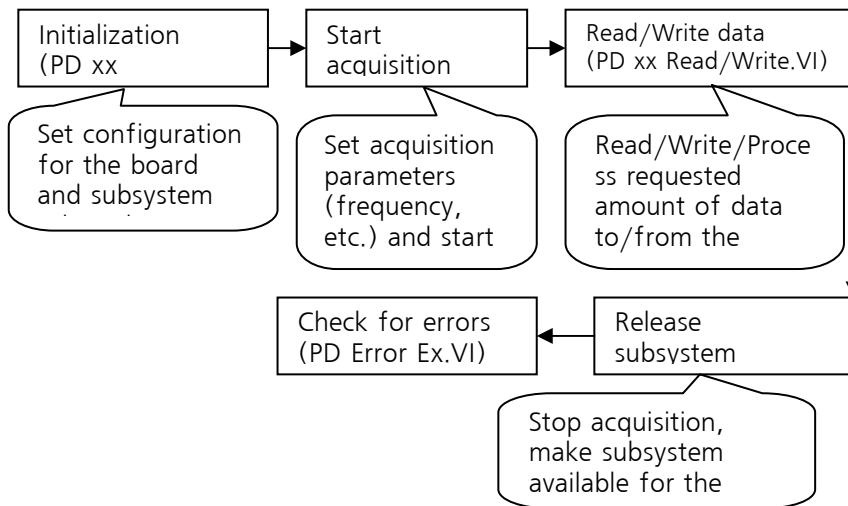 Initialization
(PD xx
Start
acquisition
Read/Write data
(PD xx Read/Write.VI)
Set configuration
for the board
and subsystem
Set acquisition
parameters
(frequency,
etc.) and start
Read/Write/Proce
ss requested
amount of data
to/from the
Check for errors
(PD Error Ex.VI)
Release
subsystem
Stop acquisition,
make subsystem
available for the